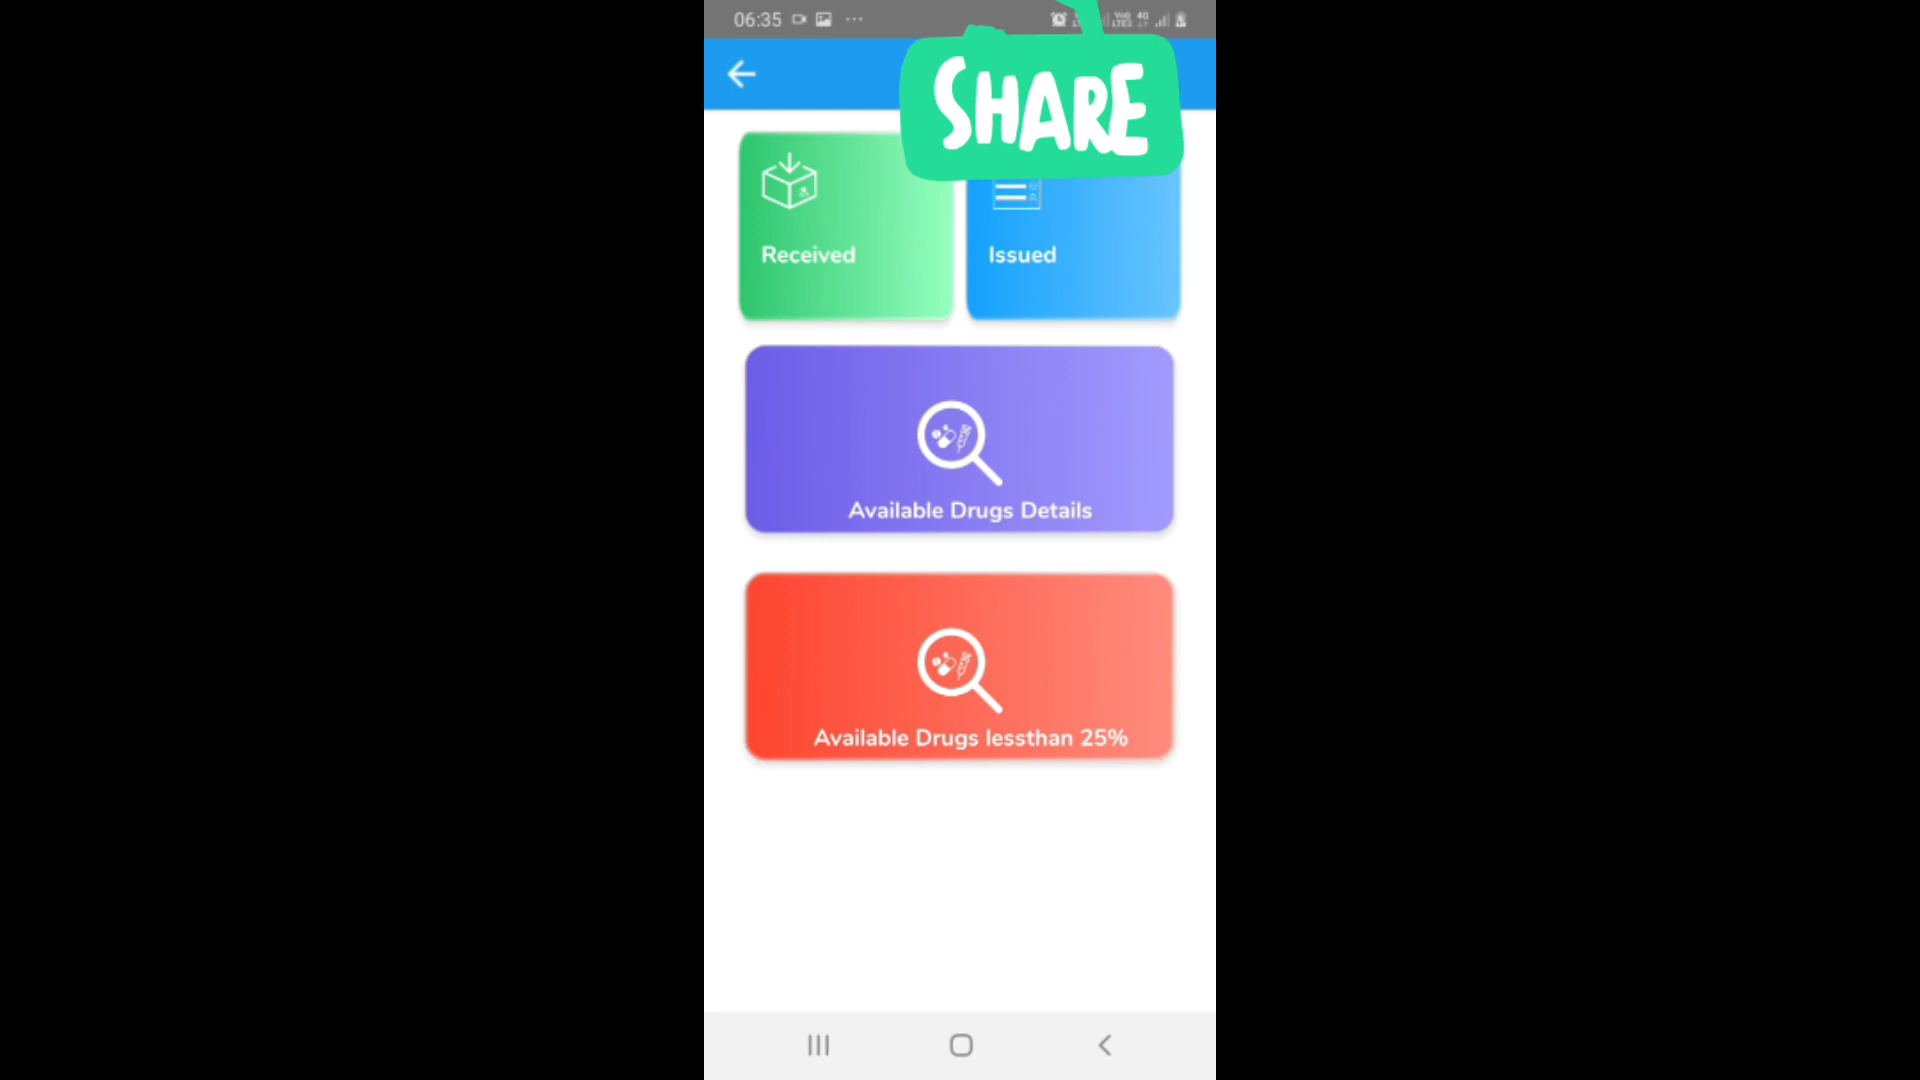 06:35
SHARE
Received
Issued
Available Drugs Details
Available Drugs lessthan 25%